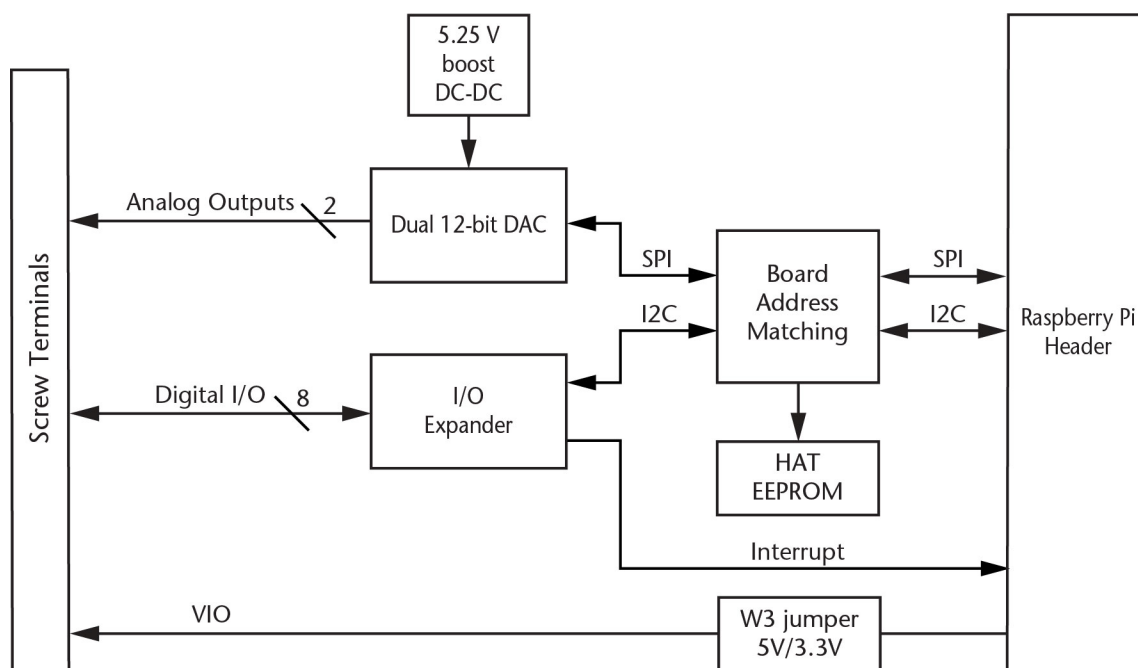 5.25 V
boost
DC-DC
Analog Outputs
2
Dual 12-bit DAC
SPI
Board
Address
Matching
SPI
I2C
I2C
Raspberry Pi
Header
Screw Terminals
Digital I/O
8
I/O
Expander
HAT
EEPROM
Interrupt
VIO
W3 jumper
5V/3.3V